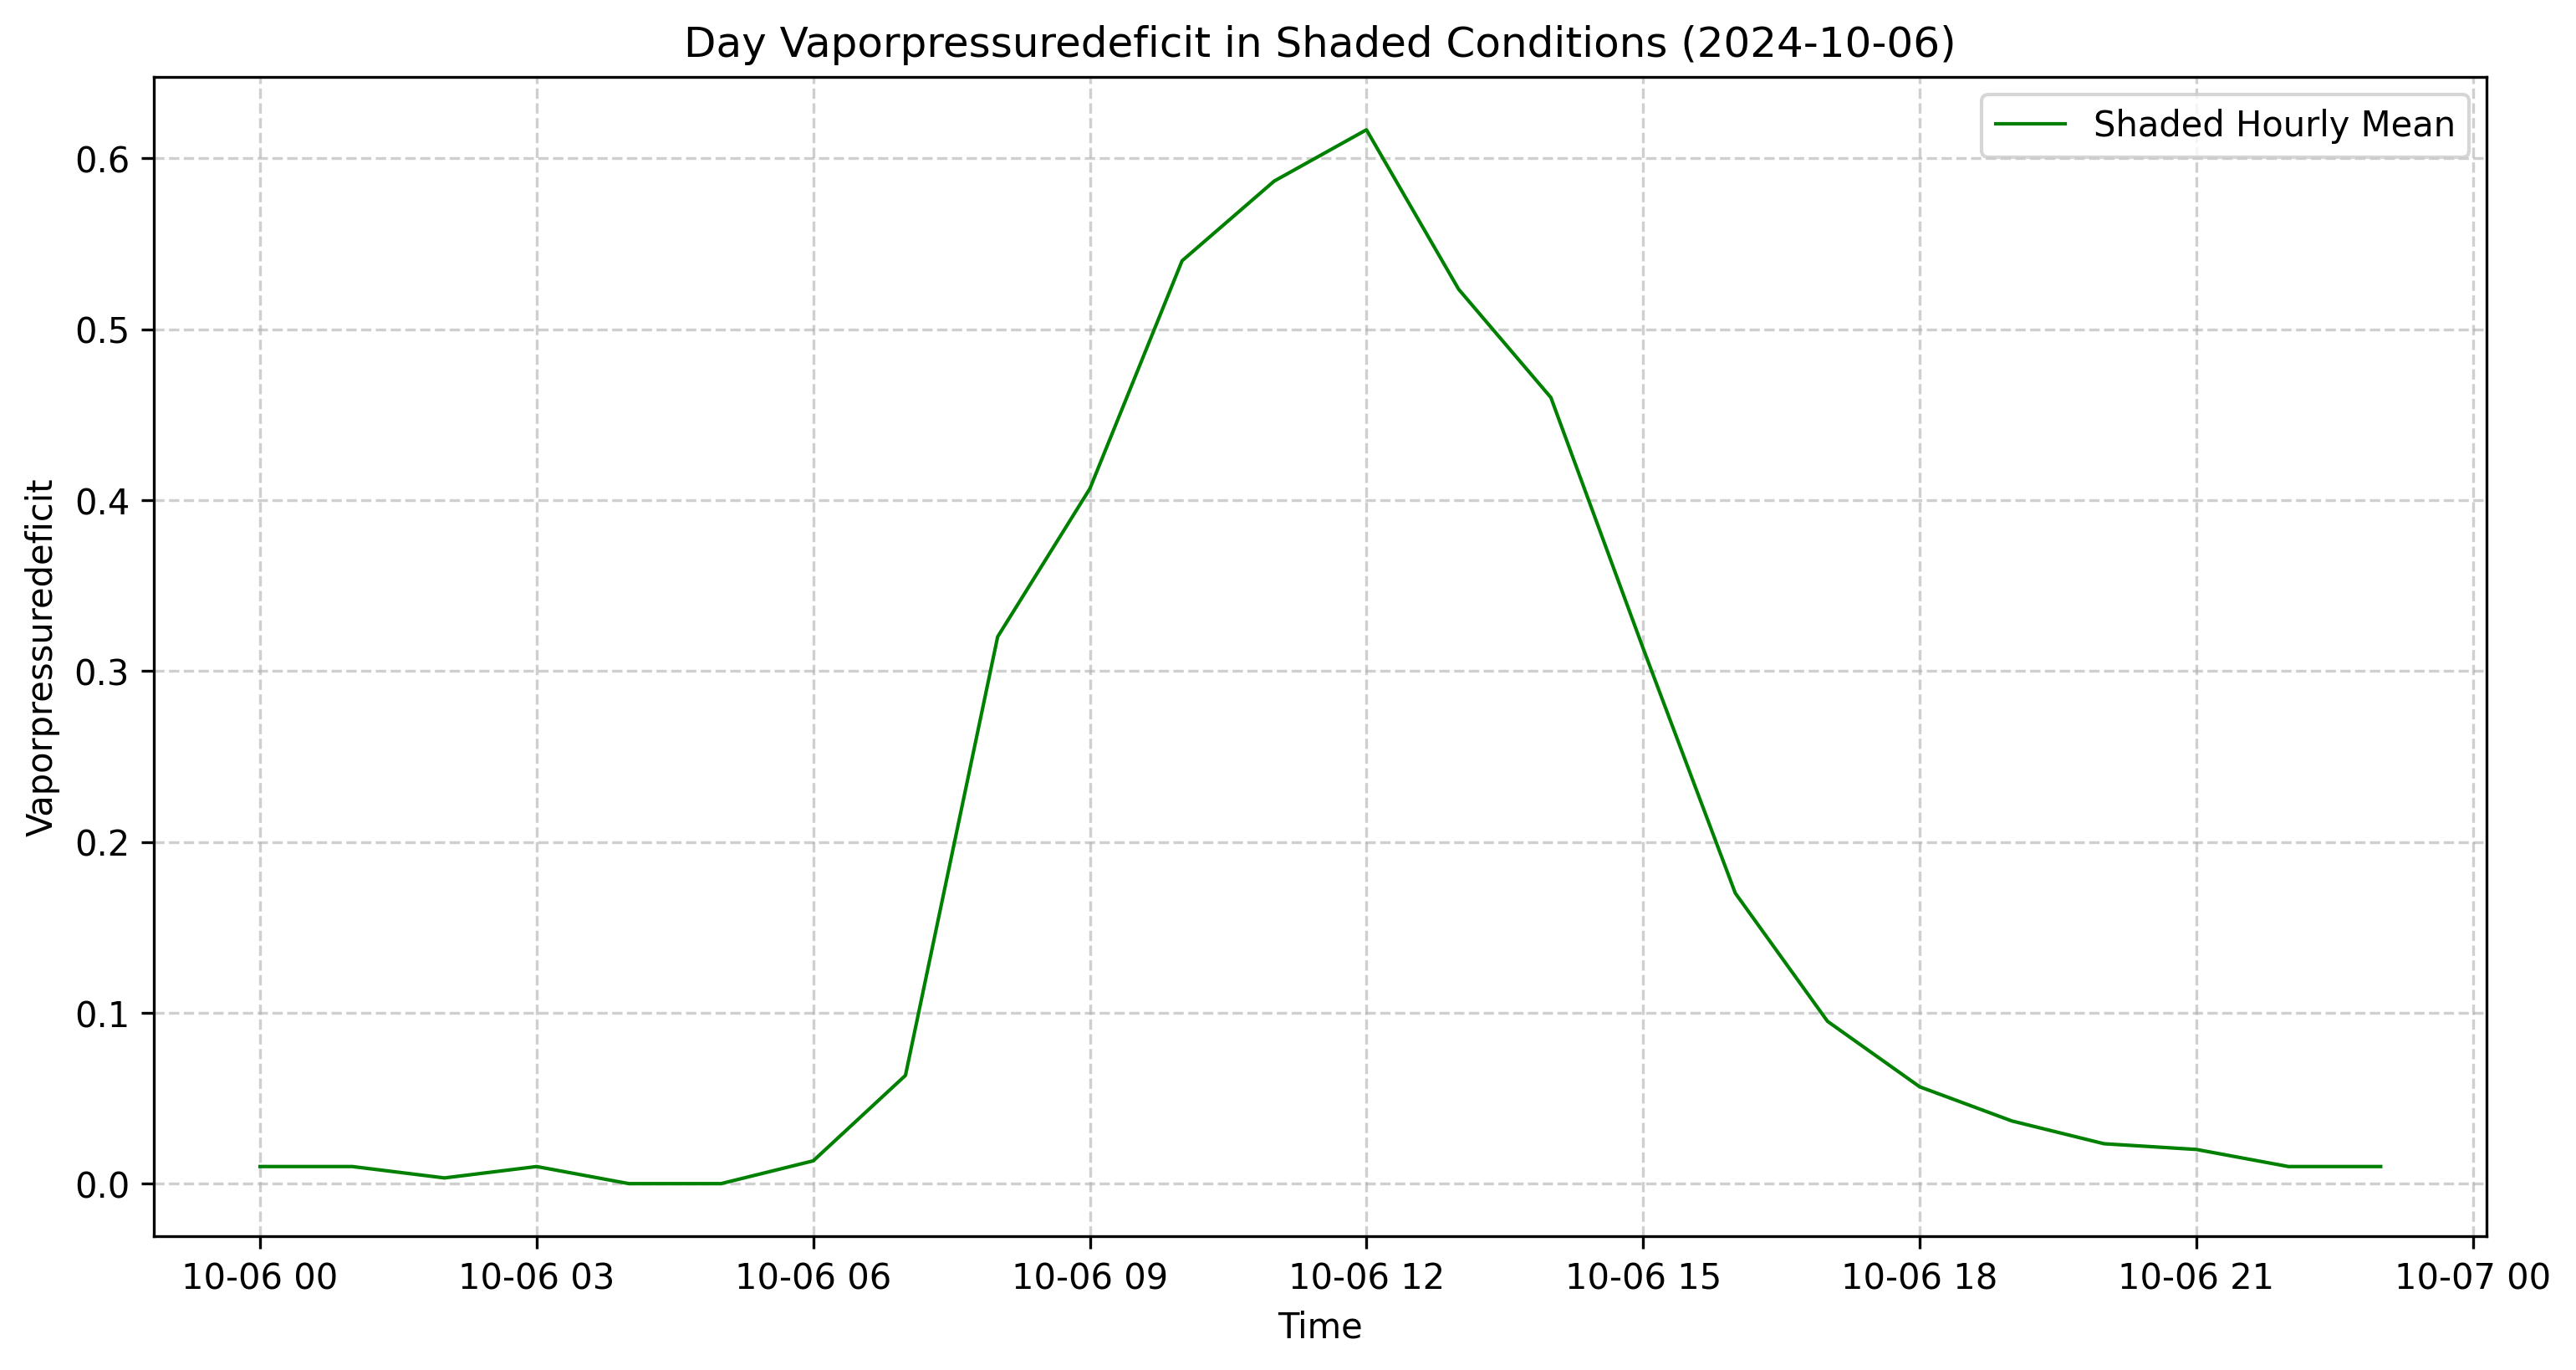 Day Vaporpressuredeficit in Shaded Conditions (2024-10-06)
Shaded Hourly Mean
Vaporpressuredeficit
0.6
0.5
0.4
0.3
0.2
0.1
0.0
10-06 00 10-06 03 10-06 06 10-06 09 10-06 12 10-06 15 10-06 18 10-06 21 10-07 00
Time